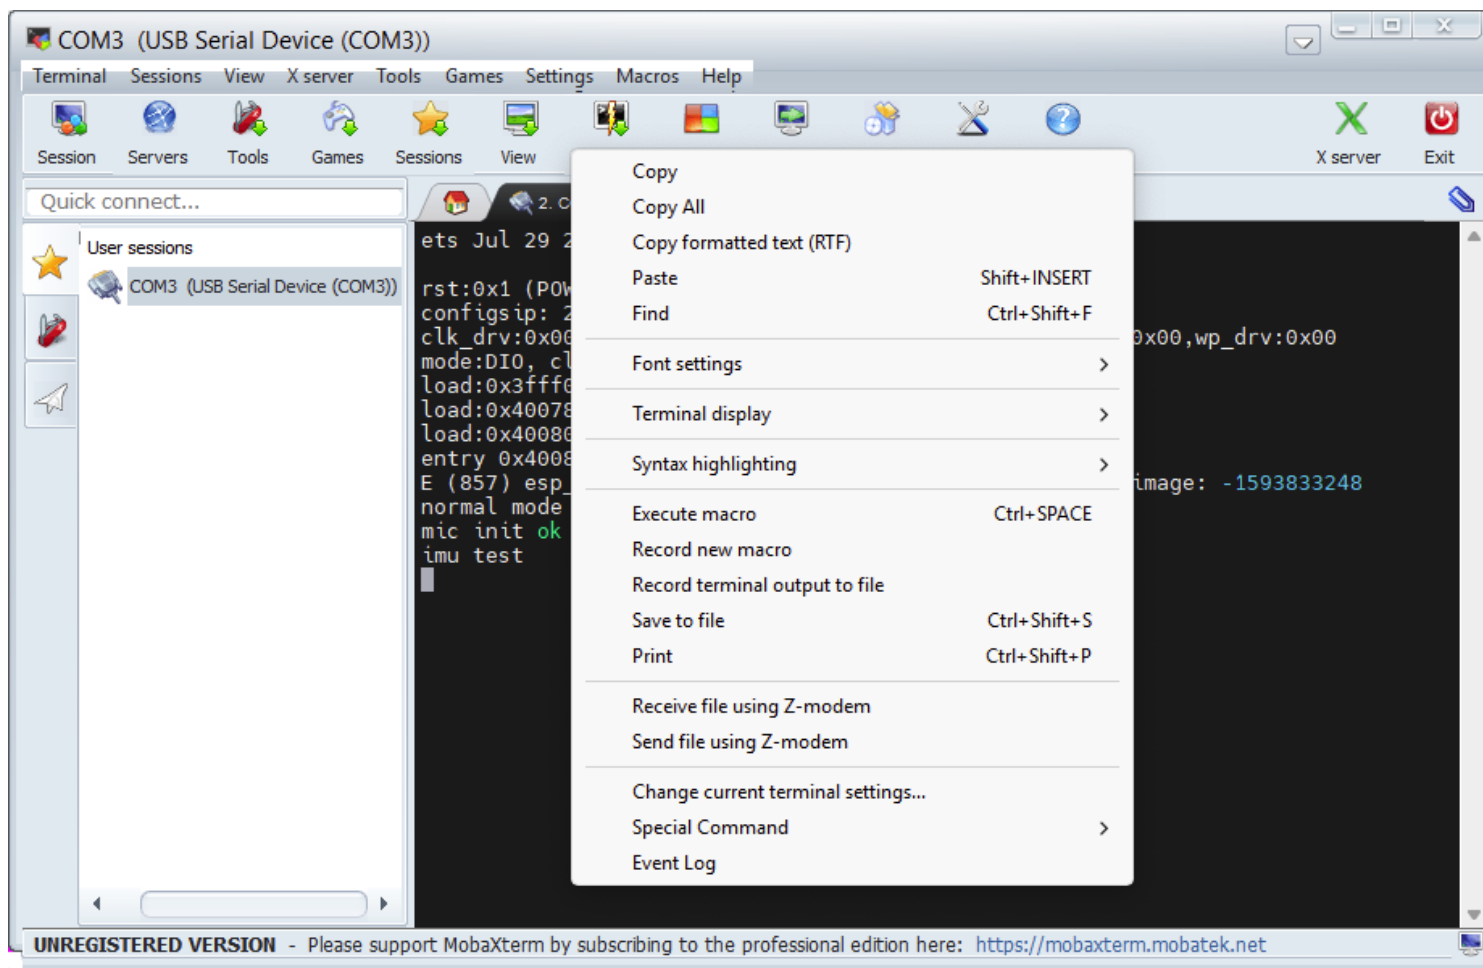 COM3 (USB Serial Device (COM3))
Terminal Sessions View X server Tools Games Settings Macros Help
Session Servers Tools Games Sessions View X server Exit
Quick connect...
2. C
User sessions
COM3 (USB Serial Device (COM3))
ets Jul 29 2
rst:0x1 (POW
configsip: 2
clk_drv:0x00 0x00,wp_drv:0x00
mode:DIO, cl
load:0x3fff0
load:0x40078
load:0x40080
entry 0x4008
E (857) esp_ image: -1593833248
normal mode
mic init ok
imu test
Copy
Copy All
Copy formatted text (RTF)
Paste Shift+INSERT
Find Ctrl+Shift+F
Font settings
Terminal display
Syntax highlighting
Execute macro Ctrl+SPACE
Record new macro
Record terminal output to file
Save to file Ctrl+Shift+S
Print Ctrl+Shift+P
Receive file using Z-modem
Send file using Z-modem
Change current terminal settings...
Special Command
Event Log
UNREGISTERED VERSION - Please support MobaXterm by subscribing to the professional edition here: https://mobaxterm.mobatek.net